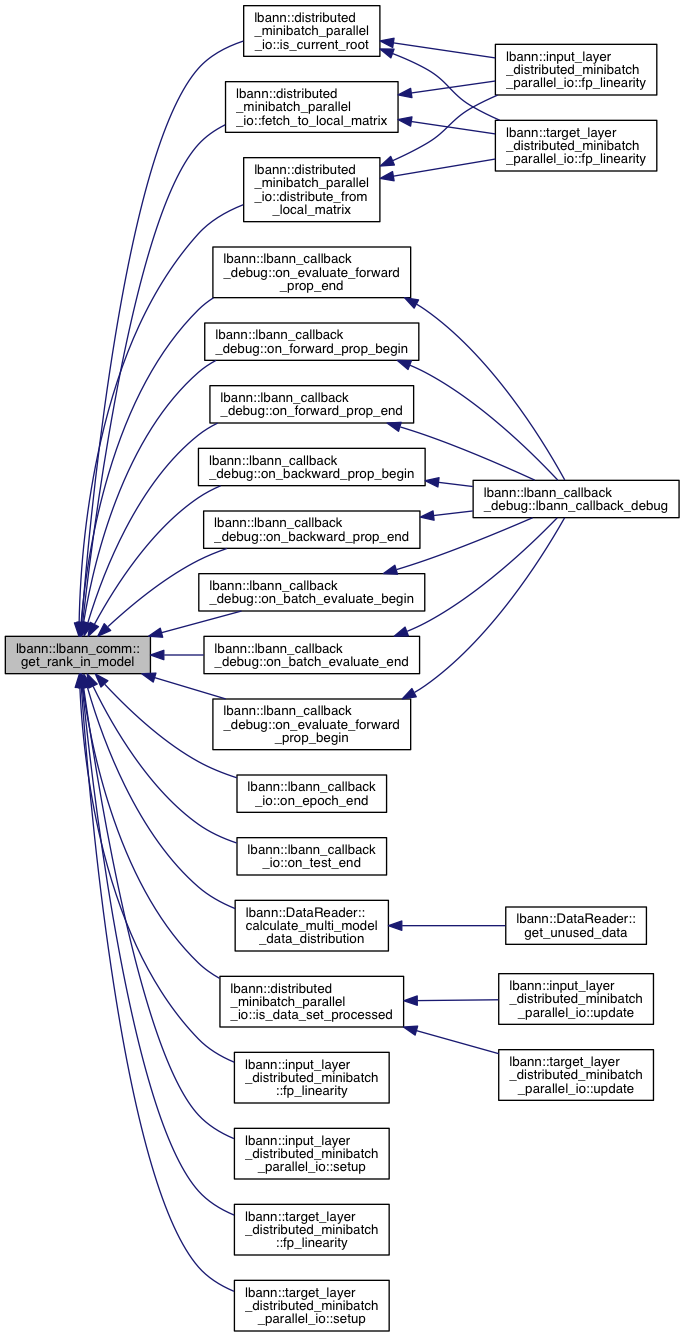 lbann::distributed
_minibatch_parallel
_io::is_current_root
lbann::input_layer
_distributed_minibatch
_parallel_io::fp_linearity
lbann::distributed
_minibatch_parallel
_io::fetch_to_local_matrix
lbann::target_layer
_distributed_minibatch
_parallel_io::fp_linearity
lbann::distributed
_minibatch_parallel
_io::distribute_from
_local_matrix
lbann::lbann_callback
_debug::on_evaluate_forward
_prop_end
lbann::lbann_callback
_debug::on_forward_prop_begin
lbann::lbann_callback
_debug::on_forward_prop_end
lbann::lbann_callback
_debug::on_backward_prop_begin
lbann::lbann_callback
_debug::lbann_callback_debug
lbann::lbann_callback
_debug::on_backward_prop_end
lbann::lbann_callback
_debug::on_batch_evaluate_begin
lbann::lbann_comm::
get_rank_in_model
lbann::lbann_callback
_debug::on_batch_evaluate_end
lbann::lbann_callback
_debug::on_evaluate_forward
_prop_begin
lbann::lbann_callback
_io::on_epoch_end
lbann::lbann_callback
_io::on_test_end
lbann::DataReader::
calculate_multi_model
_data_distribution
lbann::DataReader::
get_unused_data
lbann::distributed
_minibatch_parallel
_io::is_data_set_processed
lbann::input_layer
_distributed_minibatch
_parallel_io::update
lbann::target_layer
_distributed_minibatch
_parallel_io::update
lbann::input_layer
_distributed_minibatch
::fp_linearity
lbann::input_layer
_distributed_minibatch
_parallel_io::setup
lbann::target_layer
_distributed_minibatch
::fp_linearity
lbann::target_layer
_distributed_minibatch
_parallel_io::setup